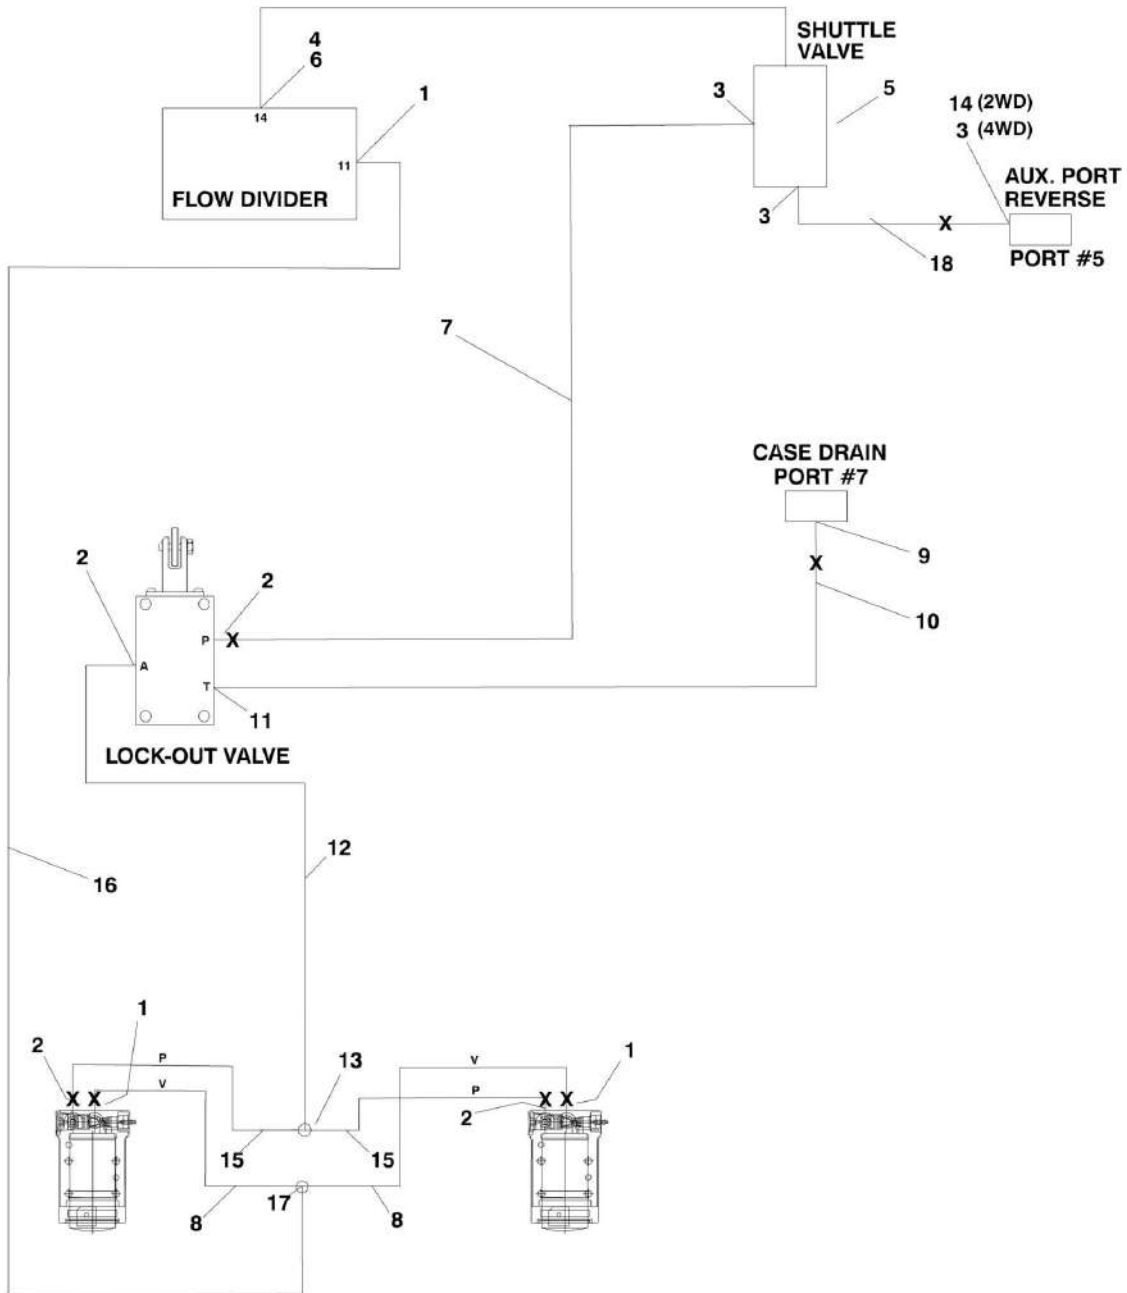 4
6
SHUTTLE
VALVE
1
3
5
14 (2WD)
3 (4WD)
14
11
FLOW DIVIDER
AUX. PORT
REVERSE
3
X
18
PORT #5
7
CASE DRAIN
PORT #7
9
X
10
2
2
P
X
A
T
11
LOCK-OUT VALVE
12
16
1
2
P
V
13
V
P
1
X X
X X
2
15
15
17
8
8